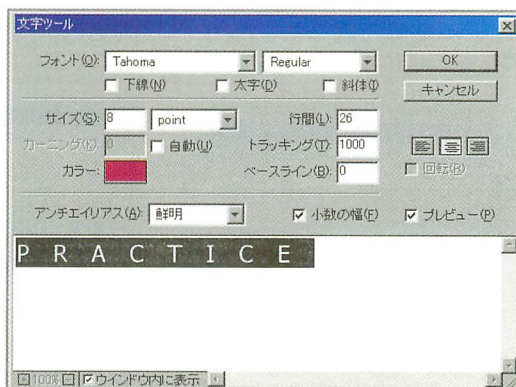 文字ツール
フォント(O): Tahoma Regular OK
下線(N) 太字(D) 斜体(I) キャンセル
サイズ(S): 8 point 行間(L): 26
カーニング(K): 0 自動(U) トラッキング(T): 1000
カラー: ベースライン(B): 0 回転(R)
アンチエイリアス(A): 鮮明 小数の幅(F) プレビュー(P)
PRACTICE
100% ウインドウ内に表示